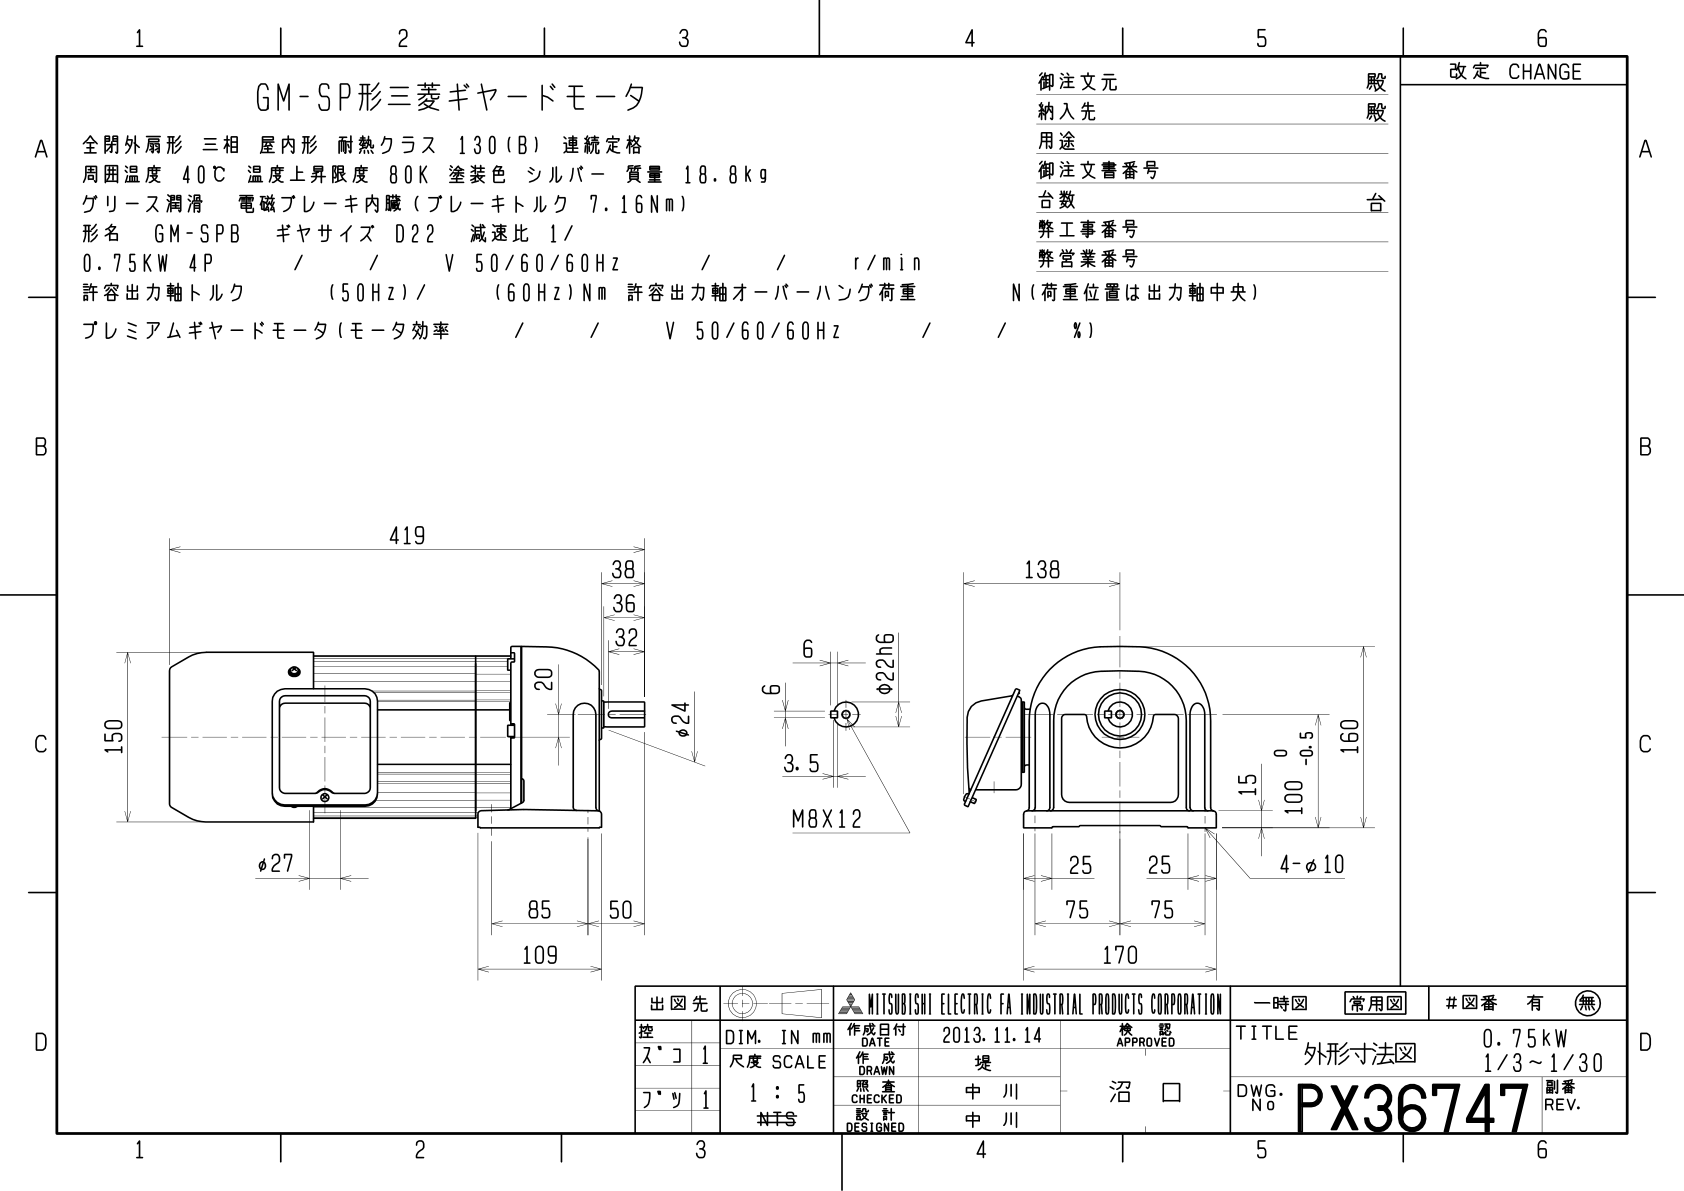 1 2 3 4 5 6
改定 CHANGE
GM-SP形三菱ギヤードモータ
全閉外扇形 三相 屋内形 耐熱クラス 130(B) 連続定格
周囲温度 40℃ 温度上昇限度 80K 塗装色 シルバー 質量 18.8kg
グリース潤滑 電磁ブレーキ内臓(ブレーキトルク 7.16Nm)
形名 GM-SPB ギヤサイズ D22 減速比 1/
0.75KW 4P / / V 50/60/60Hz / / r/min
許容出力軸トルク (50Hz)/ (60Hz)Nm 許容出力軸オーバーハング荷重 N(荷重位置は出力軸中央)
プレミアムギヤードモータ(モータ効率 / / V 50/60/60Hz / / %)
御注文元 殿
納入先 殿
用途
御注文書番号
台数 台
弊工事番号
弊営業番号
A A
B B
C C
D D
419
38
36
32
20
150
φ24
φ27
85 50
109
6
6
φ22h6
3.5
M8X12
138
160
15
100 0 -0.5
25 25
4-φ10
75 75
170
出図先
控
ズコ 1
ブツ 1
DIM. IN mm
尺度 SCALE
1 : 5
NTS
MITSUBISHI ELECTRIC FA INDUSTRIAL PRODUCTS CORPORATION
作成日付 DATE 2013.11.14
作成 DRAWN 堤
照査 CHECKED 中川
設計 DESIGNED 中川
検認 APPROVED
沼口
一時図 常用図 #図番 有 無
TITLE
外形寸法図
0.75kW
1/3~1/30
DWG. No PX36747
副番 REV.
1 2 3 4 5 6